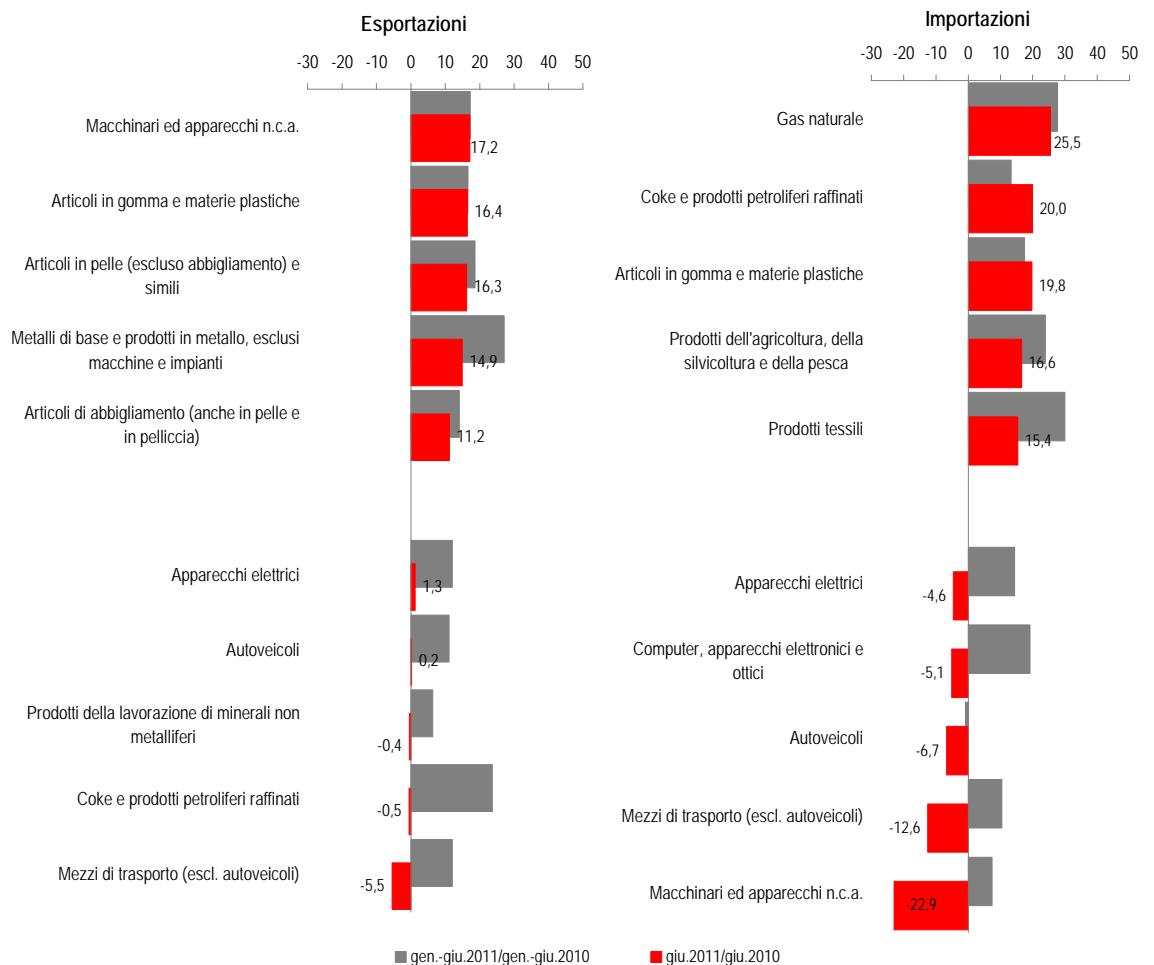 Esportazioni
-30 -20 -10 0 10 20 30 40 50
Macchinari ed apparecchi n.c.a.
17,2
Articoli in gomma e materie plastiche
16,4
Articoli in pelle (escluso abbigliamento) e
simili
16,3
Metalli di base e prodotti in metallo, esclusi
macchine e impianti
14,9
Articoli di abbigliamento (anche in pelle e
in pelliccia)
11,2
Apparecchi elettrici
1,3
Autoveicoli
0,2
Prodotti della lavorazione di minerali non
metalliferi
-0,4
Coke e prodotti petroliferi raffinati
-0,5
Mezzi di trasporto (escl. autoveicoli)
-5,5
Importazioni
-30 -20 -10 0 10 20 30 40 50
Gas naturale
25,5
Coke e prodotti petroliferi raffinati
20,0
Articoli in gomma e materie plastiche
19,8
Prodotti dell'agricoltura, della
silvicoltura e della pesca
16,6
Prodotti tessili
15,4
Apparecchi elettrici
-4,6
Computer, apparecchi elettronici e
ottici
-5,1
Autoveicoli
-6,7
Mezzi di trasporto (escl. autoveicoli)
-12,6
Macchinari ed apparecchi n.c.a.
-22,9
gen.-giu.2011/gen.-giu.2010
giu.2011/giu.2010